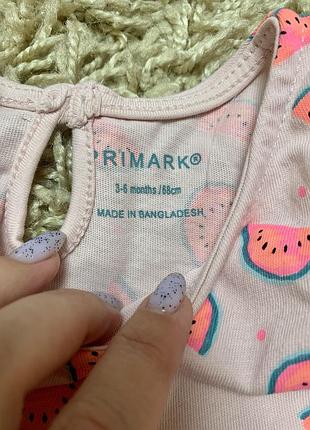 PRIMARK®
3-6 months / 68cm
MADE IN BANGLADESH